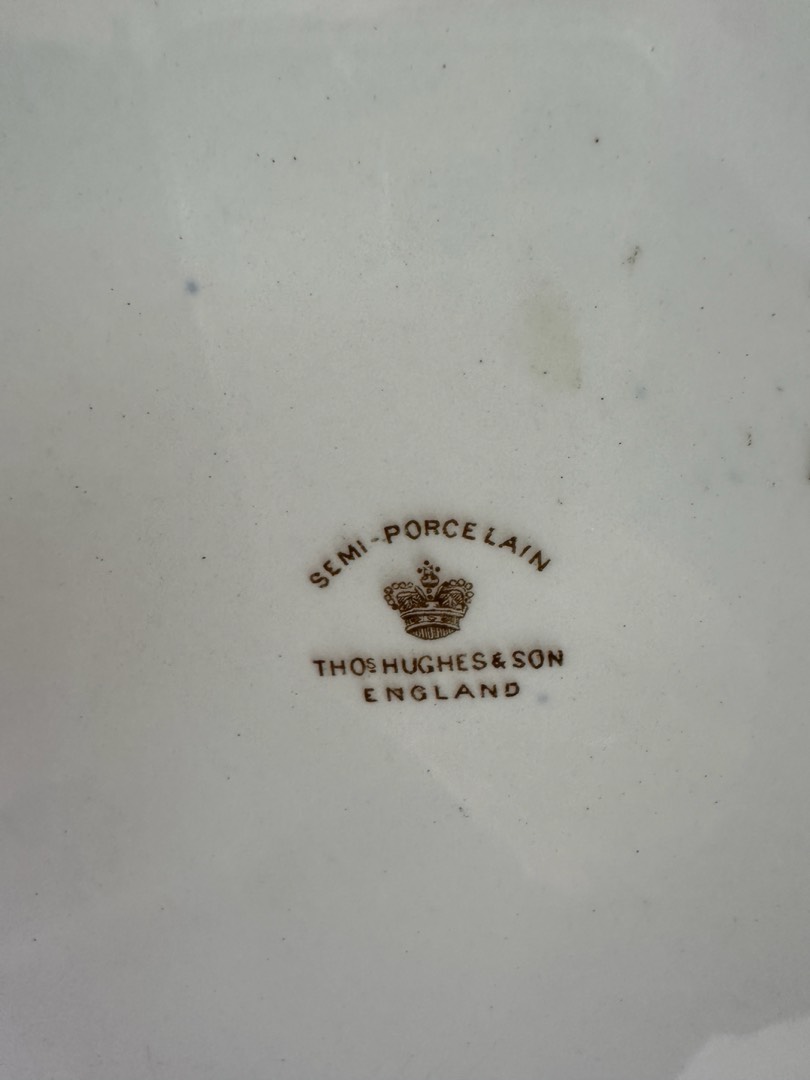 SEMI-PORCELAIN
THOS HUGHES & SON
ENGLAND